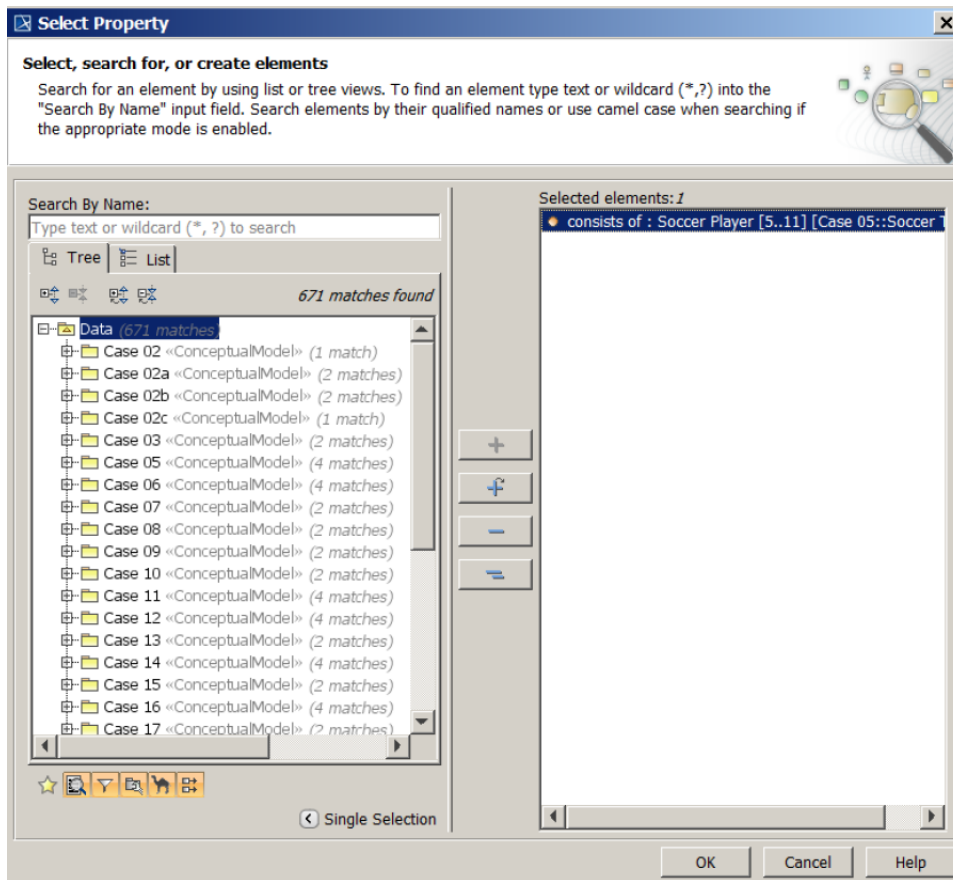 Select Property
Select, search for, or create elements
Search for an element by using list or tree views. To find an element type text or wildcard (*,?) into the
"Search By Name" input field. Search elements by their qualified names or use camel case when searching if
the appropriate mode is enabled.
Search By Name:
Type text or wildcard (*, ?) to search
Tree
List
671 matches found
Data (671 matches)
Case 02 «ConceptualModel» (1 match)
Case 02a «ConceptualModel» (2 matches)
Case 02b «ConceptualModel» (2 matches)
Case 02c «ConceptualModel» (1 match)
Case 03 «ConceptualModel» (2 matches)
Case 05 «ConceptualModel» (4 matches)
Case 06 «ConceptualModel» (4 matches)
Case 07 «ConceptualModel» (2 matches)
Case 08 «ConceptualModel» (2 matches)
Case 09 «ConceptualModel» (2 matches)
Case 10 «ConceptualModel» (2 matches)
Case 11 «ConceptualModel» (4 matches)
Case 12 «ConceptualModel» (4 matches)
Case 13 «ConceptualModel» (2 matches)
Case 14 «ConceptualModel» (4 matches)
Case 15 «ConceptualModel» (2 matches)
Case 16 «ConceptualModel» (4 matches)
Case 17 «ConceptualModel» (2 matches)
Single Selection
Selected elements: 1
consists of : Soccer Player [5..11] [Case 05::Soccer T
OK
Cancel
Help